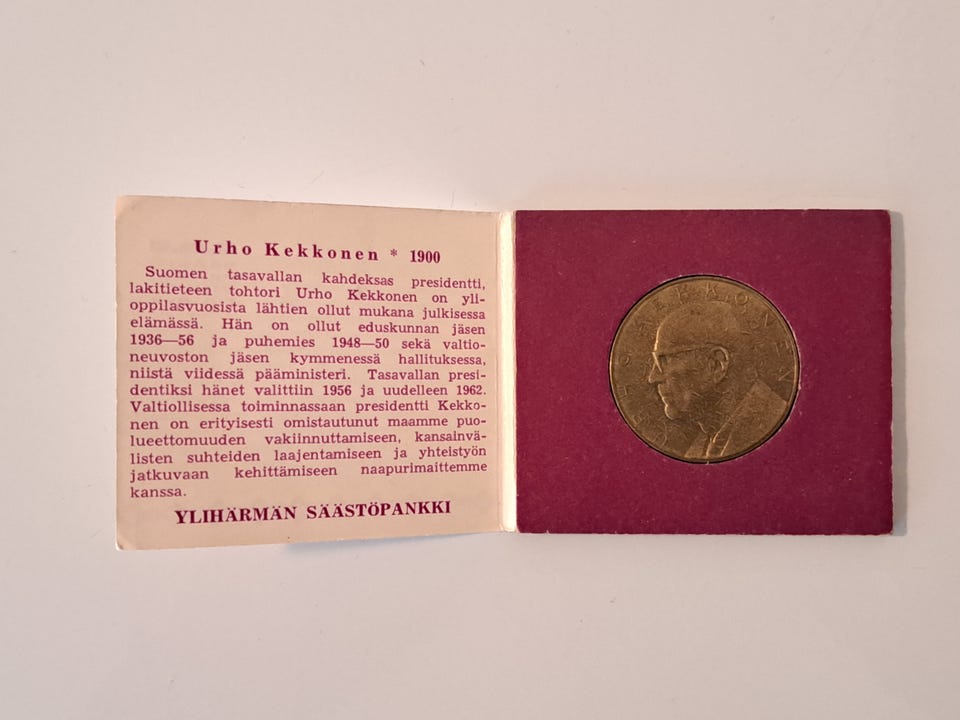 Urho Kekkonen * 1900
Suomen tasavallan kahdeksas presidentti,
lakitieteen tohtori Urho Kekkonen on yli-
oppilasvuosista lähtien ollut mukana julkisessa
elämässä. Hän on ollut eduskunnan jäsen
1936—56 ja puhemies 1948—50 sekä valtio-
neuvoston jäsen kymmenessä hallituksessa,
niistä viidessä pääministeri. Tasavallan presi-
dentiksi hänet valittiin 1956 ja uudelleen 1962.
Valtiollisessa toiminnassaan presidentti Kekko-
nen on erityisesti omistautunut maamme puo-
lueettomuuden vakiinnuttamiseen, kansainvä-
listen suhteiden laajentamiseen ja yhteistyön
jatkuvaan kehittämiseen naapurimaittemme
kanssa.
YLIHÄRMÄN SÄÄSTÖPANKKI
KEKKONEN